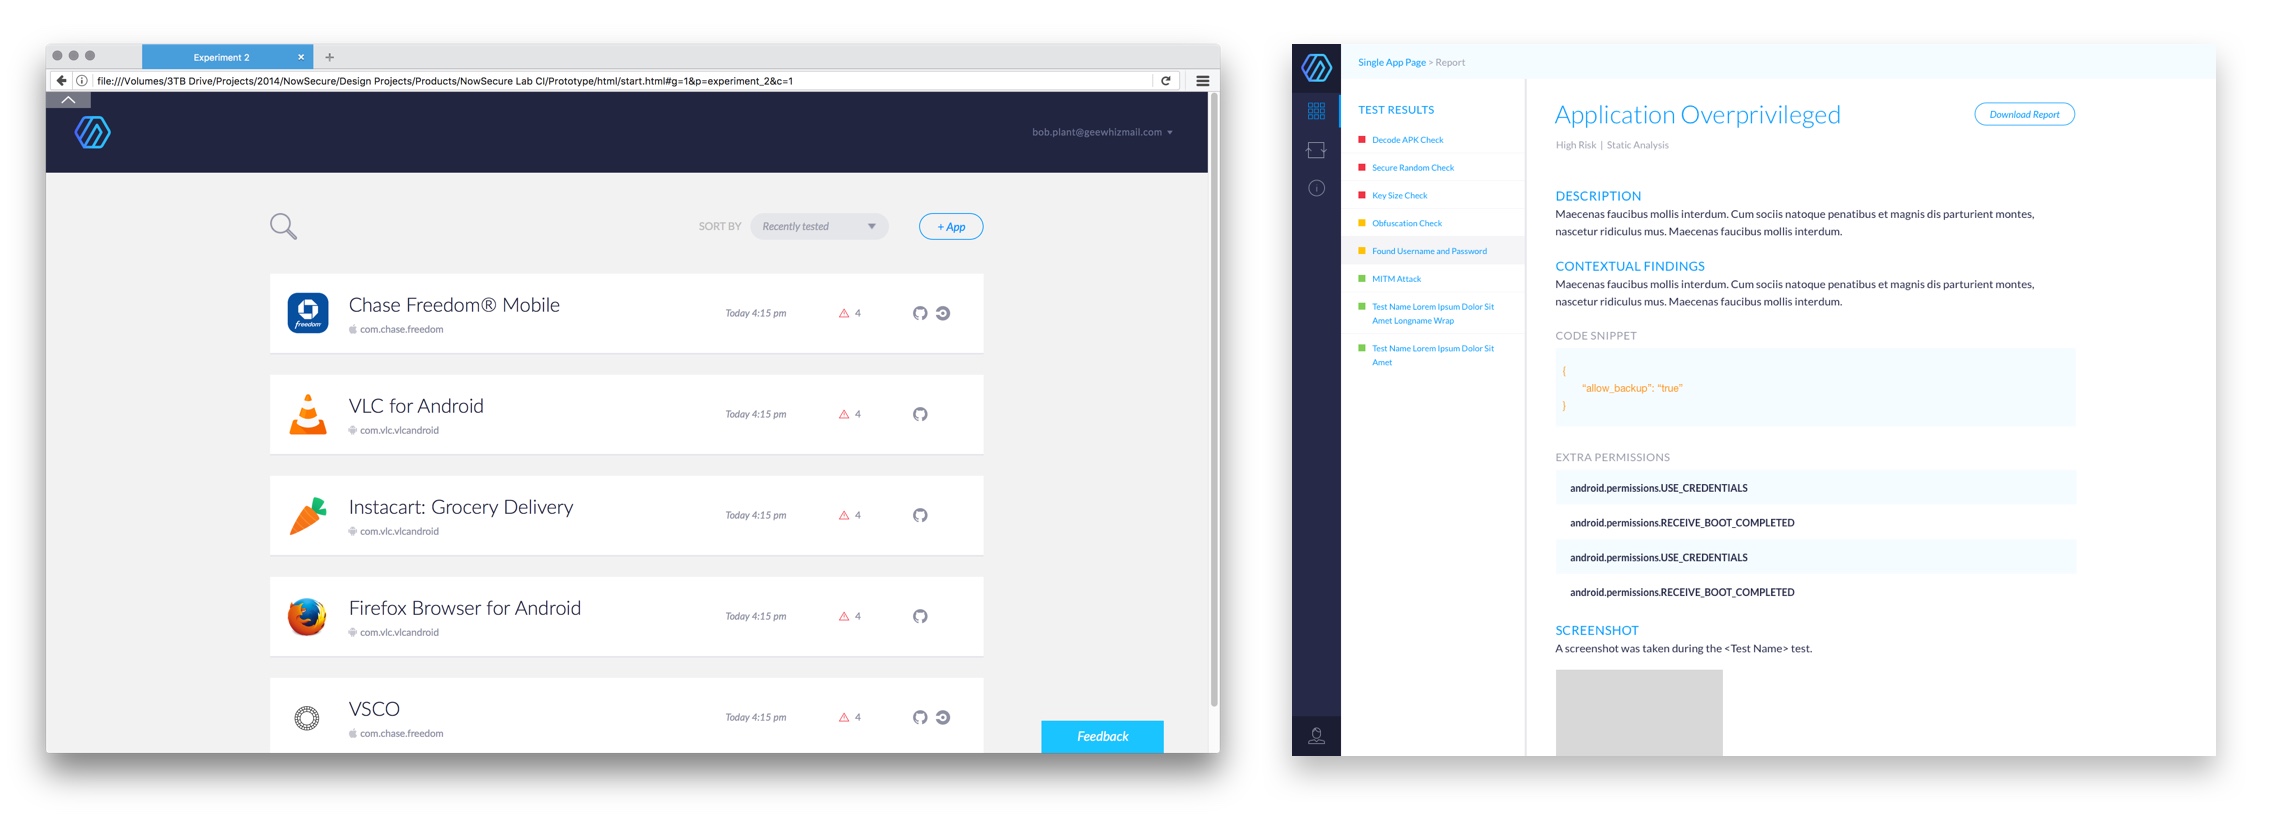 Experiment 2
file:///Volumes/3TB Drive/Projects/2014/NowSecure/Design Projects/Products/NowSecure Lab CI/Prototype/html/start.html#g=1&p=experiment_2&c=1
bob.plant@geewhizmail.com
SORT BY
Recently tested
+ App
freedom
Chase Freedom® Mobile
com.chase.freedom
Today 4:15 pm
4
VLC for Android
com.vlc.vlcandroid
Today 4:15 pm
4
Instacart: Grocery Delivery
com.vlc.vlcandroid
Today 4:15 pm
4
Firefox Browser for Android
com.vlc.vlcandroid
Today 4:15 pm
4
VSCO
com.chase.freedom
Today 4:15 pm
4
Feedback
Single App Page > Report
TEST RESULTS
Decode APK Check
Secure Random Check
Key Size Check
Obfuscation Check
Found Username and Password
MITM Attack
Test Name Lorem Ipsum Dolor Sit
Amet Longname Wrap
Test Name Lorem Ipsum Dolor Sit
Amet
Application Overprivileged
Download Report
High Risk | Static Analysis
DESCRIPTION
Maecenas faucibus mollis interdum. Cum sociis natoque penatibus et magnis dis parturient montes,
nascetur ridiculus mus. Maecenas faucibus mollis interdum.
CONTEXTUAL FINDINGS
Maecenas faucibus mollis interdum. Cum sociis natoque penatibus et magnis dis parturient montes,
nascetur ridiculus mus. Maecenas faucibus mollis interdum.
CODE SNIPPET
{
“allow_backup”: “true”
}
EXTRA PERMISSIONS
android.permissions.USE_CREDENTIALS
android.permissions.RECEIVE_BOOT_COMPLETED
android.permissions.USE_CREDENTIALS
android.permissions.RECEIVE_BOOT_COMPLETED
SCREENSHOT
A screenshot was taken during the <Test Name> test.